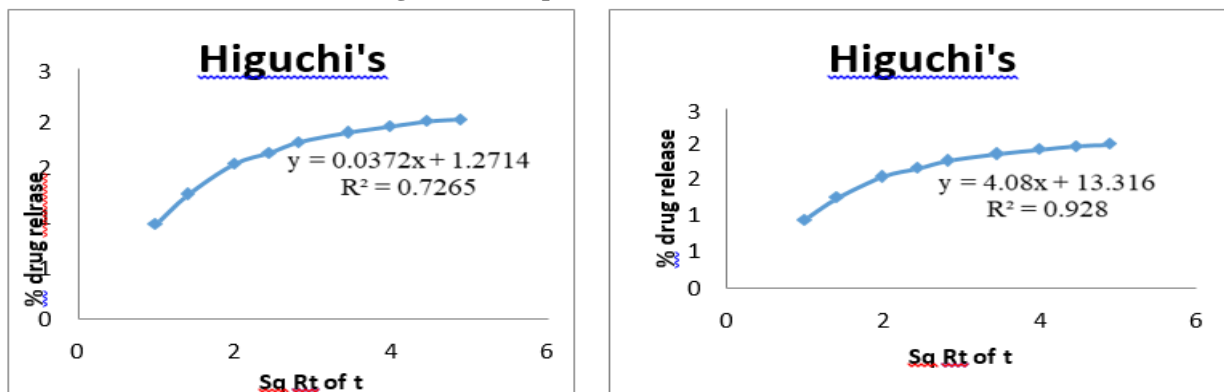 Higuchi's
3
2
2
1
1
0
% drug relrase
y = 0.0372x + 1.2714
R² = 0.7265
0 2 4 6
Sq Rt of t
Higuchi's
3
2
2
1
1
0
% drug release
y = 4.08x + 13.316
R² = 0.928
0 2 4 6
Sq Rt of t